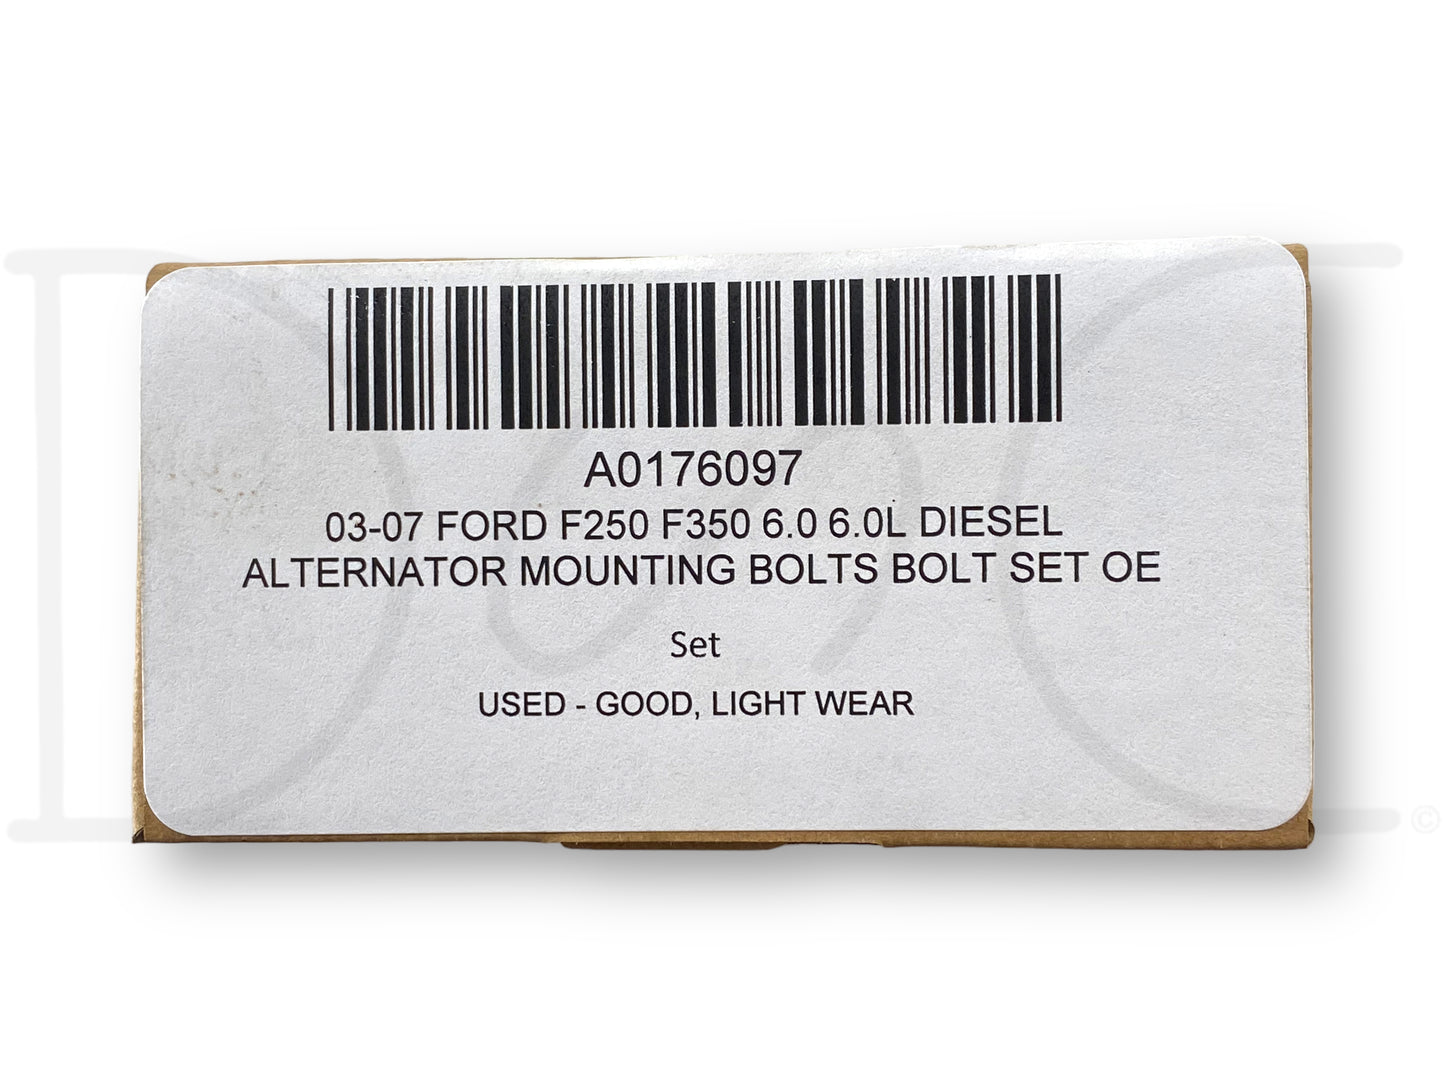 A0176097
03-07 FORD F250 F350 6.0 6.0L DIESEL
ALTERNATOR MOUNTING BOLTS BOLT SET OE
Set
USED - GOOD, LIGHT WEAR
©